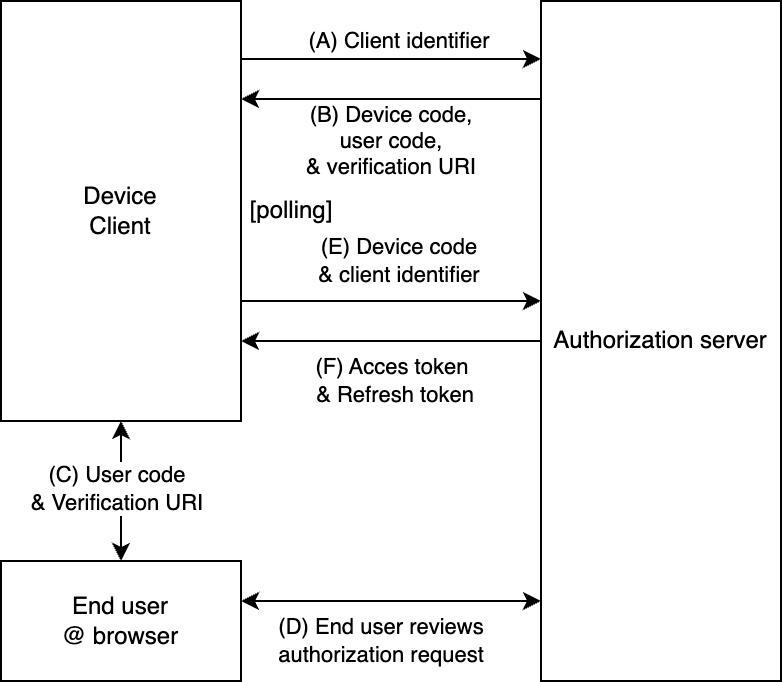 (A) Client identifier
(B) Device code,
user code,
& verification URI
Device
Client
[polling]
(E) Device code
& client identifier
Authorization server
(F) Acces token
& Refresh token
(C) User code
& Verification URI
End user
@ browser
(D) End user reviews
authorization request